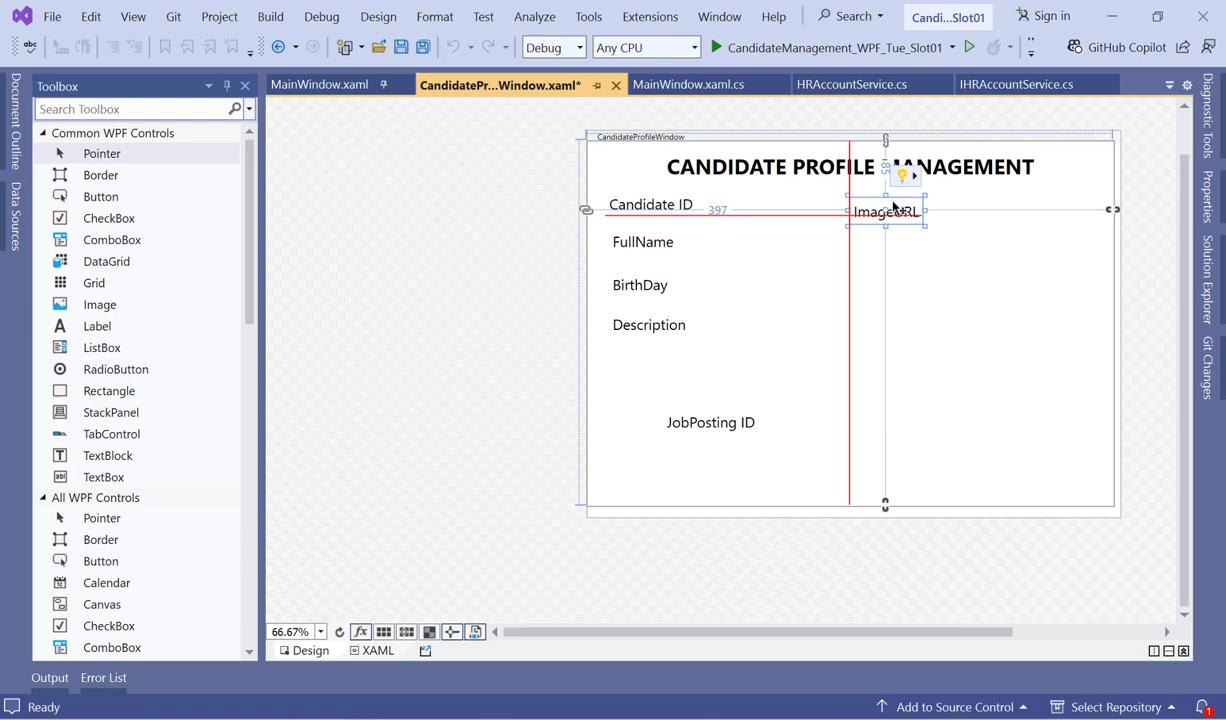 File Edit View Git Project Build Debug Design Format Test Analyze Tools Extensions Window Help Search Candi...Slot01 Sign in
abc Debug Any CPU CandidateManagement_WPF_Tue_Slot01 GitHub Copilot
Document Outline
Data Sources
Toolbox
Search Toolbox
Common WPF Controls
Pointer
Border
Button
CheckBox
ComboBox
DataGrid
Grid
Image
A Label
ListBox
RadioButton
Rectangle
StackPanel
TabControl
TextBlock
TextBox
All WPF Controls
Pointer
Border
Button
Calendar
Canvas
CheckBox
ComboBox
MainWindow.xaml CandidatePr...Window.xaml* MainWindow.xaml.cs HRAccountService.cs IHRAccountService.cs
CandidateProfileWindow
CANDIDATE PROFILE MANAGEMENT
85
Candidate ID 397 ImageURL
FullName
BirthDay
Description
JobPosting ID
66.67% fx
Design XAML
Diagnostic Tools
Properties
Solution Explorer
Git Changes
Output Error List
Ready Add to Source Control Select Repository 1